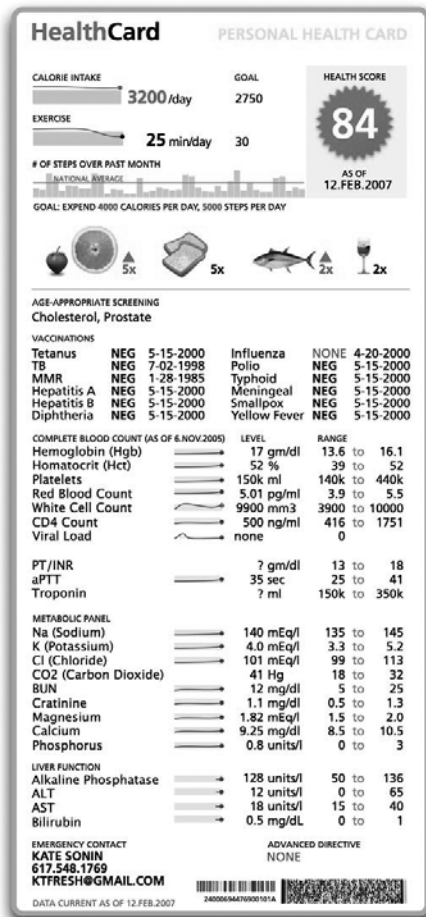 HealthCard PERSONAL HEALTH CARD
CALORIE INTAKE GOAL HEALTH SCORE
3200/day 2750
EXERCISE
25 min/day 30
84
# OF STEPS OVER PAST MONTH
NATIONAL AVERAGE
AS OF
12.FEB.2007
GOAL: EXPEND 4000 CALORIES PER DAY, 5000 STEPS PER DAY
5x 5x 2x 2x
AGE-APPROPRIATE SCREENING
Cholesterol, Prostate
VACCINATIONS
Tetanus NEG 5-15-2000 Influenza NONE 4-20-2000
TB NEG 7-02-1998 Polio NEG 5-15-2000
MMR NEG 1-28-1985 Typhoid NEG 5-15-2000
Hepatitis A NEG 5-15-2000 Meningeal NEG 5-15-2000
Hepatitis B NEG 5-15-2000 Smallpox NEG 5-15-2000
Diphtheria NEG 5-15-2000 Yellow Fever NEG 5-15-2000
COMPLETE BLOOD COUNT (AS OF 6.NOV.2005) LEVEL RANGE
Hemoglobin (Hgb) 17 gm/dl 13.6 to 16.1
Homatocrit (Hct) 52 % 39 to 52
Platelets 150k ml 140k to 440k
Red Blood Count 5.01 pg/ml 3.9 to 5.5
White Cell Count 9900 mm3 3900 to 10000
CD4 Count 500 ng/ml 416 to 1751
Viral Load none 0
PT/INR ? gm/dl 13 to 18
aPTT 35 sec 25 to 41
Troponin ? ml 150k to 350k
METABOLIC PANEL
Na (Sodium) 140 mEq/l 135 to 145
K (Potassium) 4.0 mEq/l 3.3 to 5.2
Cl (Chloride) 101 mEq/l 99 to 113
CO2 (Carbon Dioxide) 41 Hg 18 to 32
BUN 12 mg/dl 5 to 25
Cratinine 1.1 mg/dl 0.5 to 1.3
Magnesium 1.82 mEq/l 1.5 to 2.0
Calcium 9.25 mg/dl 8.5 to 10.5
Phosphorus 0.8 units/l 0 to 3
LIVER FUNCTION
Alkaline Phosphatase 128 units/l 50 to 136
ALT 12 units/l 0 to 65
AST 18 units/l 15 to 40
Bilirubin 0.5 mg/dL 0 to 1
EMERGENCY CONTACT ADVANCED DIRECTIVE
KATE SONIN NONE
617.548.1769
KTFRESH@GMAIL.COM
DATA CURRENT AS OF 12.FEB.2007 24000694476900101A